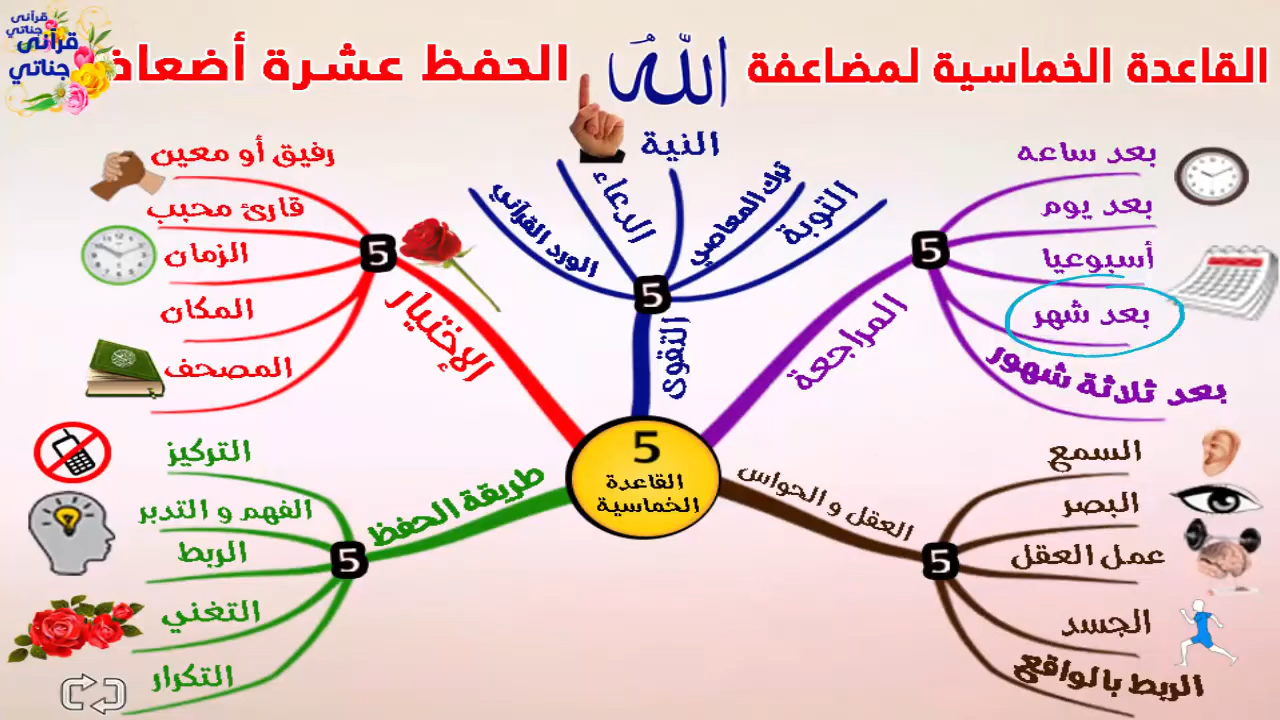 القاعدة الخماسية لمضاعفة الحفظ عشرة أضعاف
الله
قرآنى
جناتي
قرآنى
جناتي
5
القاعدة
الخماسية
التقوى
5
النية
التوبة
ترك المعاصي
الدعاء
الورد القرآني
المراجعة
5
بعد ساعه
بعد يوم
أسبوعيا
بعد شهر
بعد ثلاثة شهور
العقل و الحواس
5
السمع
البصر
عمل العقل
الجسد
الربط بالواقع
طريقة الحفظ
5
التركيز
الفهم و التدبر
الربط
التغني
التكرار
الإختيار
5
رفيق أو معين
قارئ محبب
الزمان
المكان
المصحف